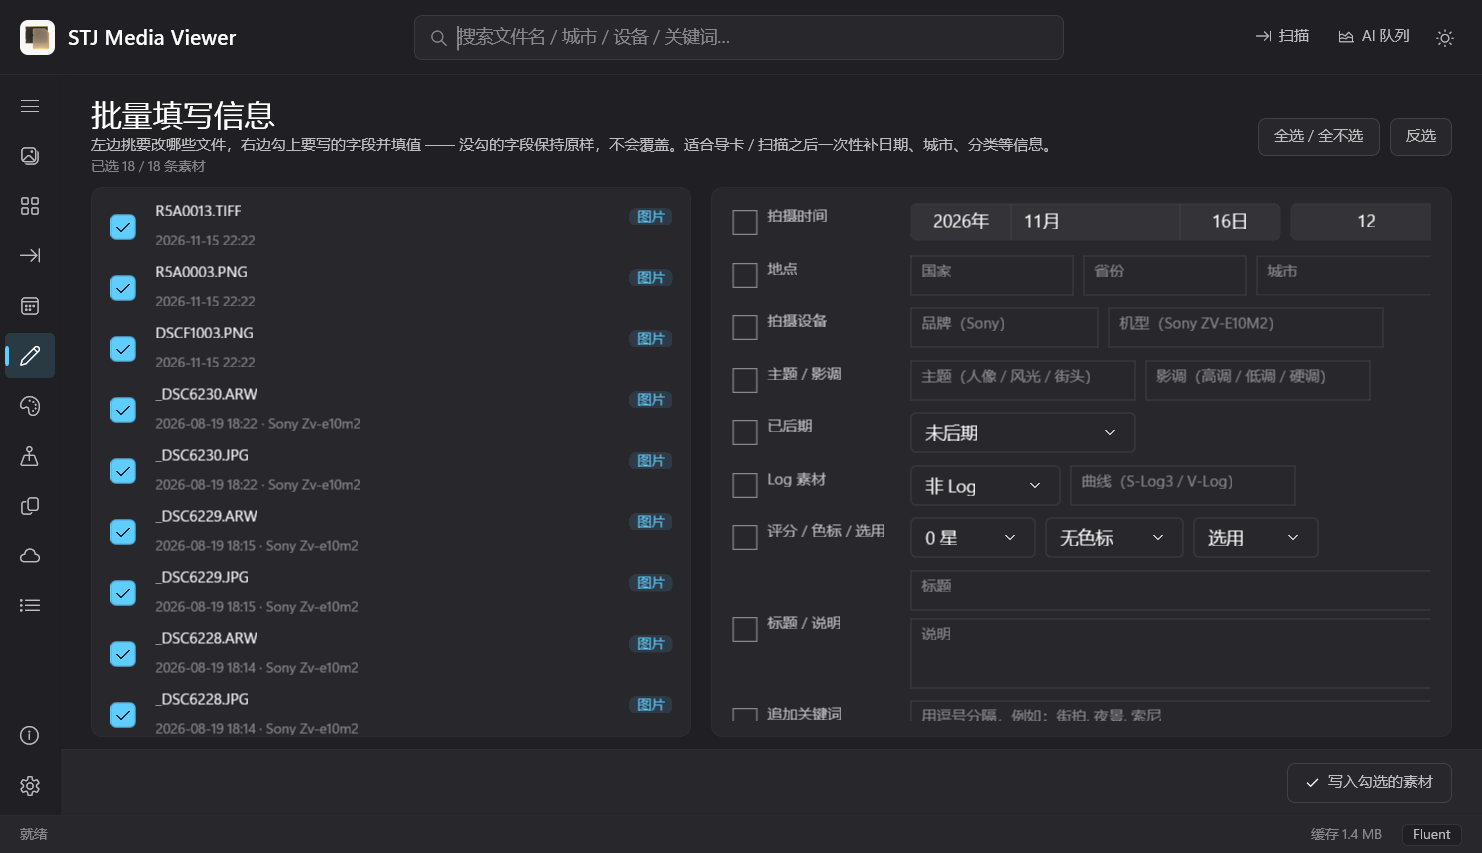 STJ Media Viewer
搜索文件名 / 城市 / 设备 / 关键词...
扫描
AI 队列
批量填写信息
左边挑要改哪些文件，右边勾上要写的字段并填值 —— 没勾的字段保持原样，不会覆盖。适合导卡 / 扫描之后一次性补日期、城市、分类等信息。
已选 18 / 18 条素材
全选 / 全不选
反选
R5A0013.TIFF
图片
2026-11-15 22:22
R5A0003.PNG
图片
2026-11-15 22:22
DSCF1003.PNG
图片
2026-11-15 22:22
_DSC6230.ARW
图片
2026-08-19 18:22 · Sony Zv-e10m2
_DSC6230.JPG
图片
2026-08-19 18:22 · Sony Zv-e10m2
_DSC6229.ARW
图片
2026-08-19 18:15 · Sony Zv-e10m2
_DSC6229.JPG
图片
2026-08-19 18:15 · Sony Zv-e10m2
_DSC6228.ARW
图片
2026-08-19 18:14 · Sony Zv-e10m2
_DSC6228.JPG
图片
2026-08-19 18:14 · Sony Zv-e10m2
拍摄时间
2026年 11月 16日 12
地点
国家 省份 城市
拍摄设备
品牌（Sony） 机型（Sony ZV-E10M2）
主题 / 影调
主题（人像 / 风光 / 街头） 影调（高调 / 低调 / 硬调）
已后期
未后期
Log 素材
非 Log 曲线（S-Log3 / V-Log）
评分 / 色标 / 选用
0 星 无色标 选用
标题 / 说明
标题
说明
追加关键词
用逗号分隔，例如：街拍, 夜景, 索尼
写入勾选的素材
就绪
缓存 1.4 MB
Fluent